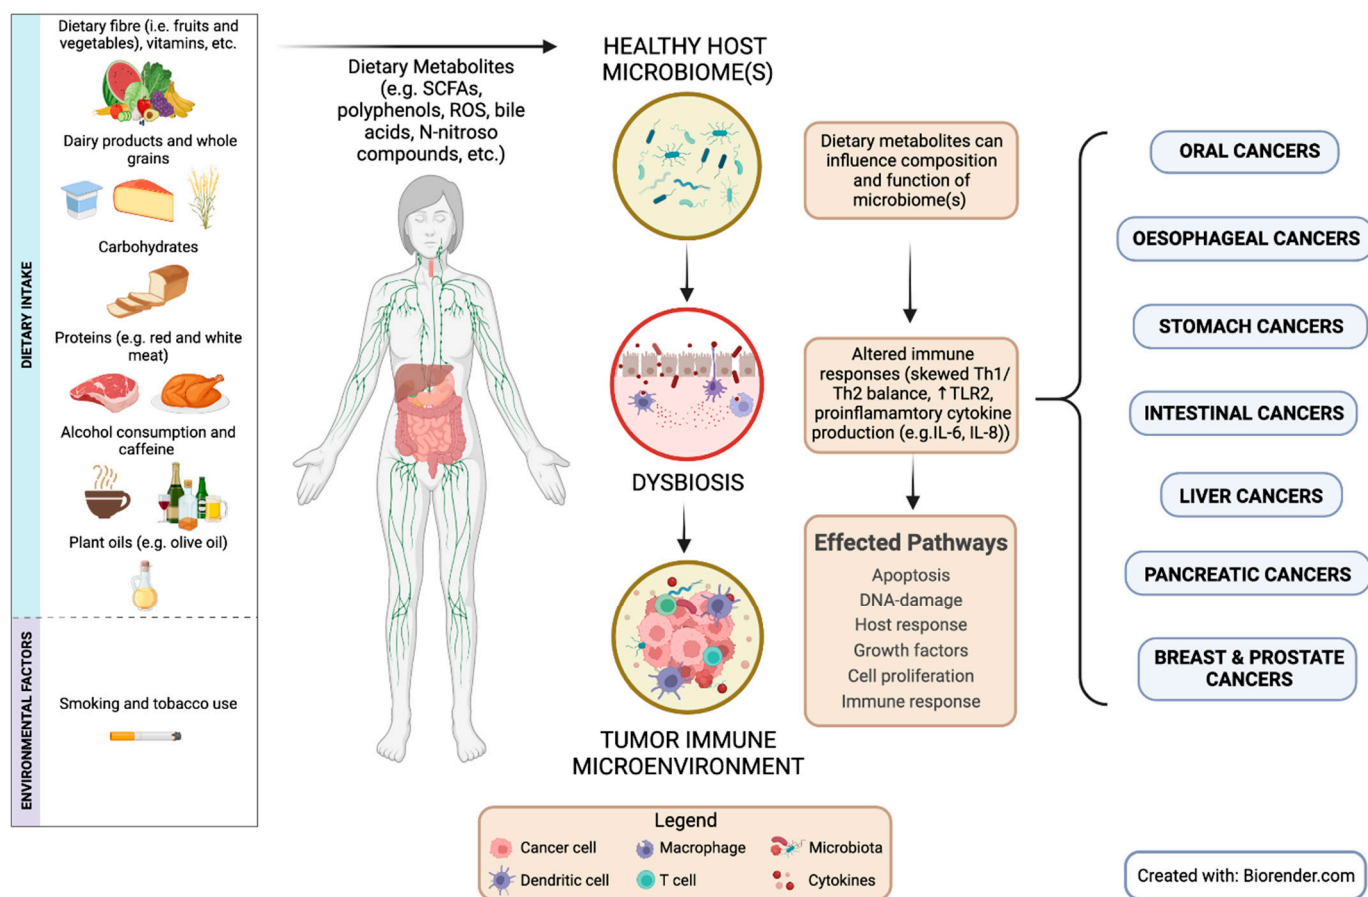 DIETARY INTAKE
Dietary fibre (i.e. fruits and
vegetables), vitamins, etc.
Dairy products and whole
grains
Carbohydrates
Proteins (e.g. red and white
meat)
Alcohol consumption and
caffeine
Plant oils (e.g. olive oil)
ENVIRONMENTAL FACTORS
Smoking and tobacco use
Dietary Metabolites
(e.g. SCFAs,
polyphenols, ROS, bile
acids, N-nitroso
compounds, etc.)
HEALTHY HOST
MICROBIOME(S)
DYSBIOSIS
TUMOR IMMUNE
MICROENVIRONMENT
Dietary metabolites can
influence composition
and function of
microbiome(s)
Altered immune
responses (skewed Th1/
Th2 balance, ↑TLR2,
proinflamamtory cytokine
production (e.g.IL-6, IL-8))
Effected Pathways
Apoptosis
DNA-damage
Host response
Growth factors
Cell proliferation
Immune response
ORAL CANCERS
OESOPHAGEAL CANCERS
STOMACH CANCERS
INTESTINAL CANCERS
LIVER CANCERS
PANCREATIC CANCERS
BREAST & PROSTATE
CANCERS
Legend
Cancer cell
Macrophage
Microbiota
Dendritic cell
T cell
Cytokines
Created with: Biorender.com